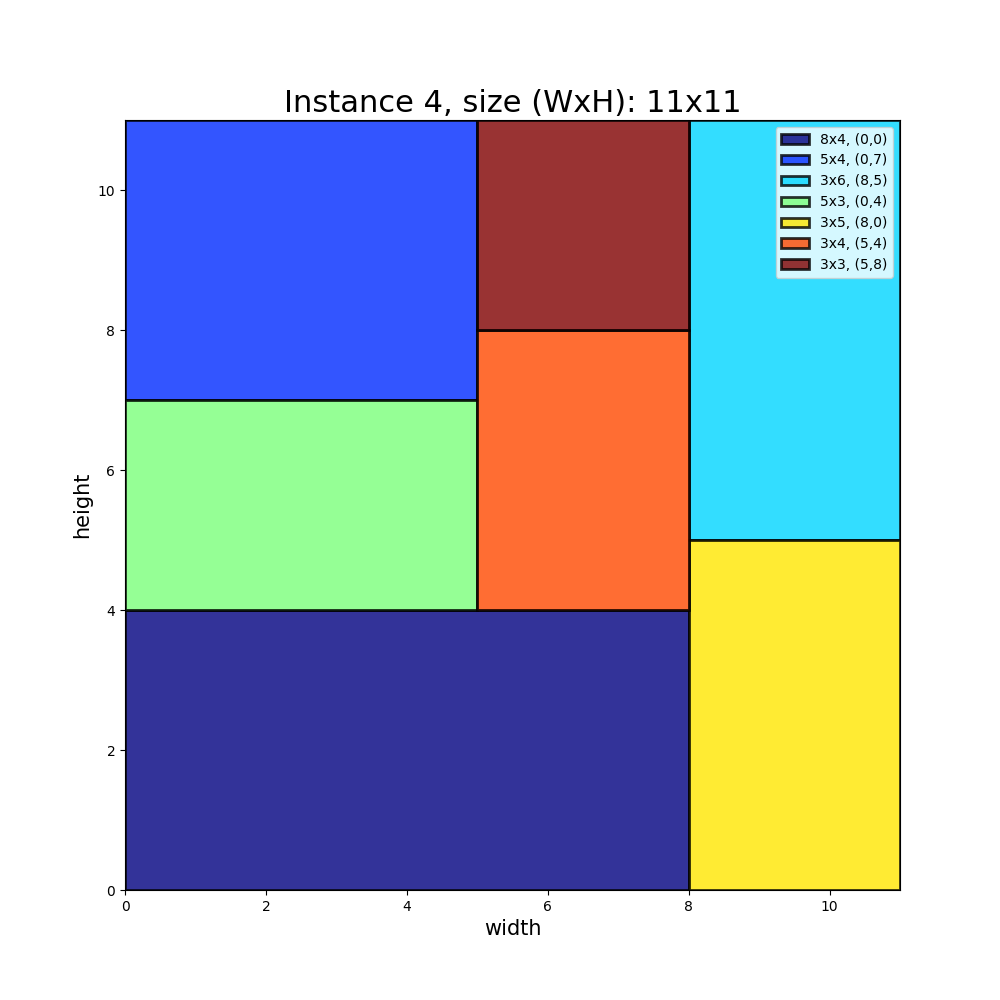 Instance 4, size (WxH): 11x11
8x4, (0,0)
5x4, (0,7)
3x6, (8,5)
5x3, (0,4)
3x5, (8,0)
3x4, (5,4)
3x3, (5,8)
10
8
6
4
2
0
height
0 2 4 6 8 10
width